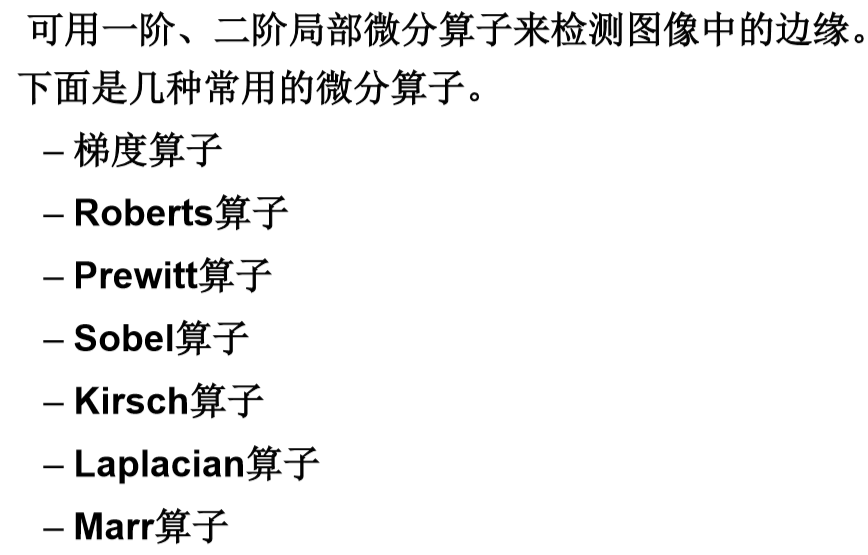 可用一阶、二阶局部微分算子来检测图像中的边缘。
下面是几种常用的微分算子。
– 梯度算子
– Roberts算子
– Prewitt算子
– Sobel算子
– Kirsch算子
– Laplacian算子
– Marr算子